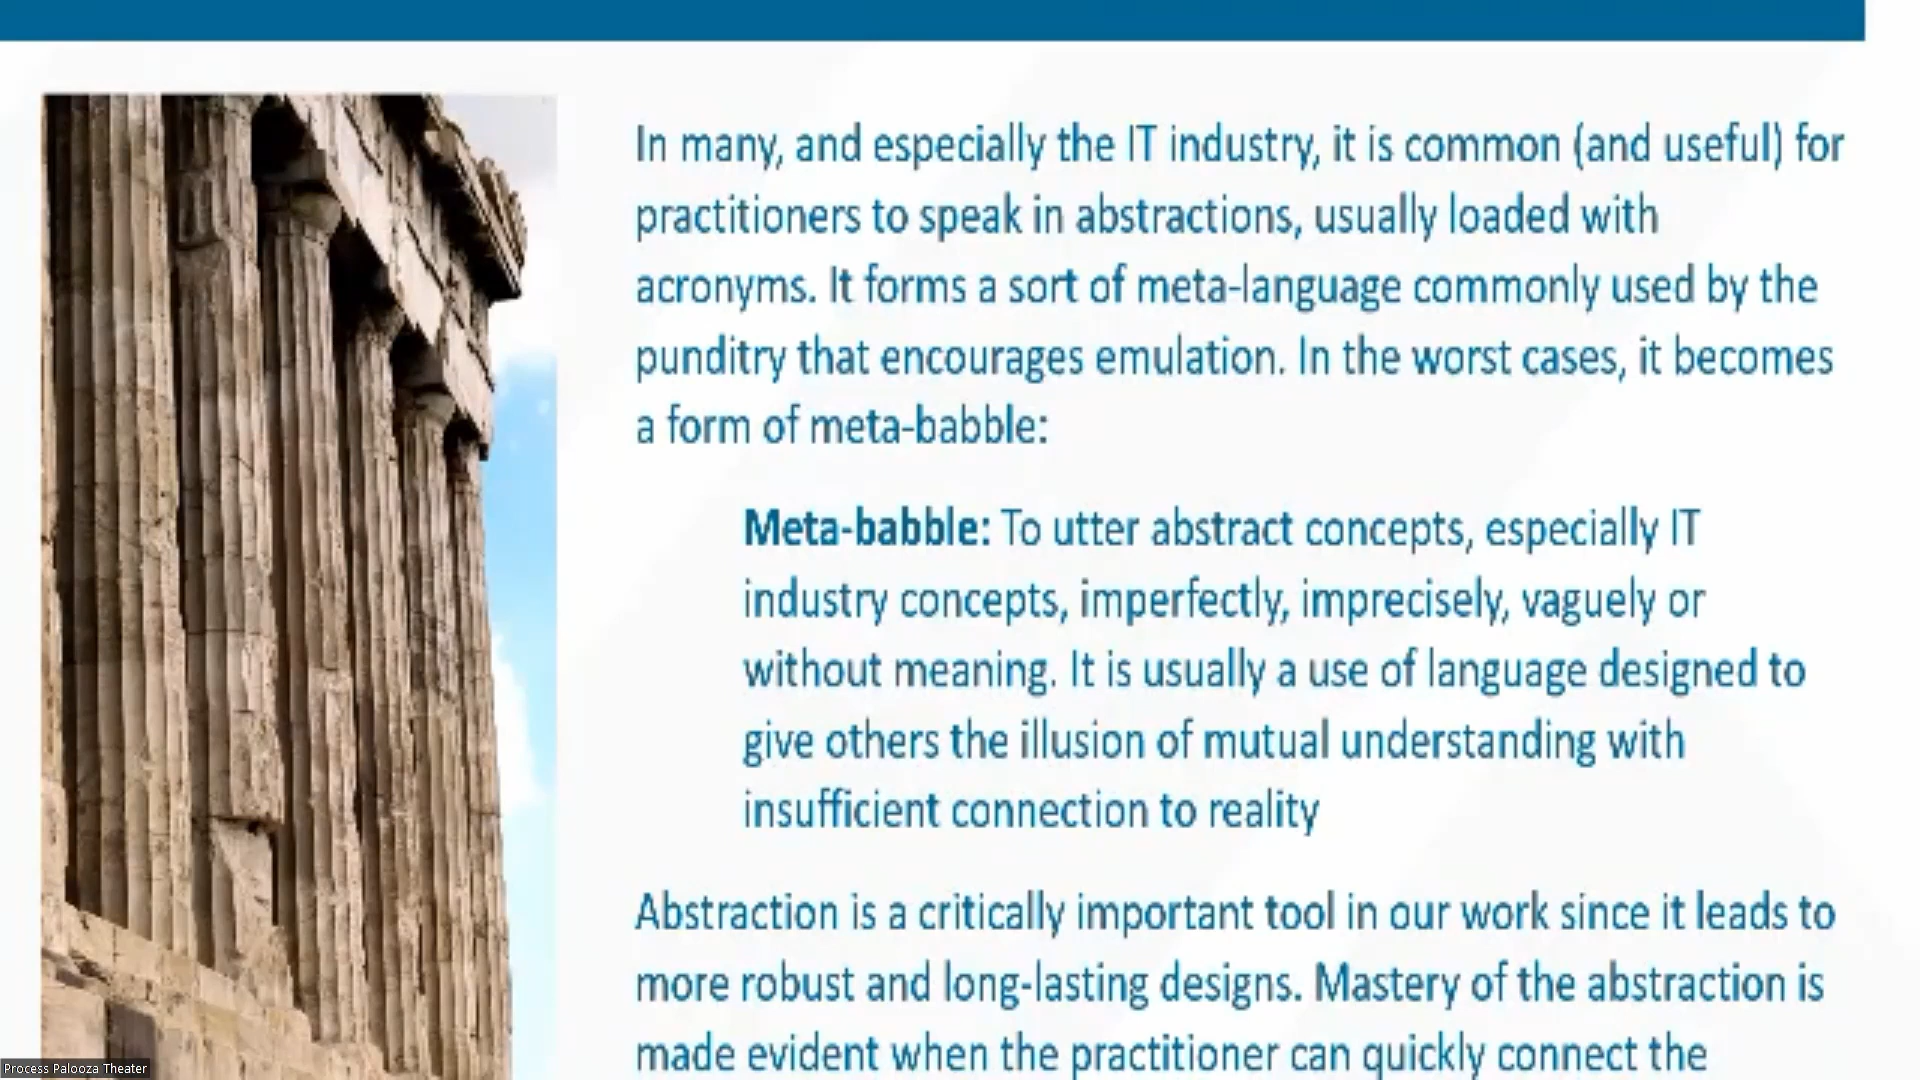 In many, and especially the IT industry, it is common (and useful) for
practitioners to speak in abstractions, usually loaded with
acronyms. It forms a sort of meta-language commonly used by the
punditry that encourages emulation. In the worst cases, it becomes
a form of meta-babble:
Meta-babble: To utter abstract concepts, especially IT
industry concepts, imperfectly, imprecisely, vaguely or
without meaning. It is usually a use of language designed to
give others the illusion of mutual understanding with
insufficient connection to reality
Abstraction is a critically important tool in our work since it leads to
more robust and long-lasting designs. Mastery of the abstraction is
made evident when the practitioner can quickly connect the
Process Palooza Theater